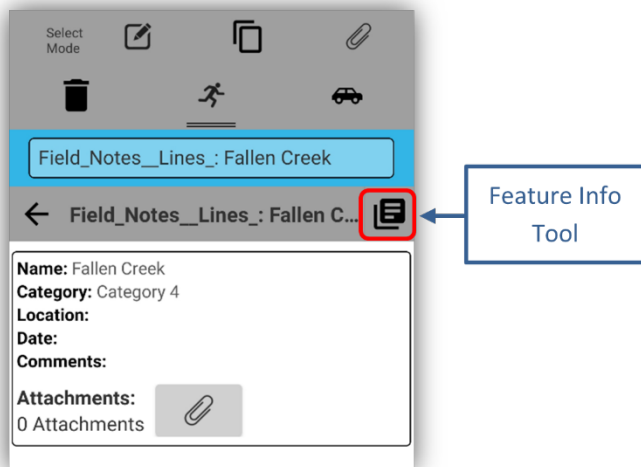 Select
Mode
Field_Notes__Lines_: Fallen Creek
Field_Notes__Lines_: Fallen C...
Name: Fallen Creek
Category: Category 4
Location:
Date:
Comments:
Attachments:
0 Attachments
Feature Info
Tool